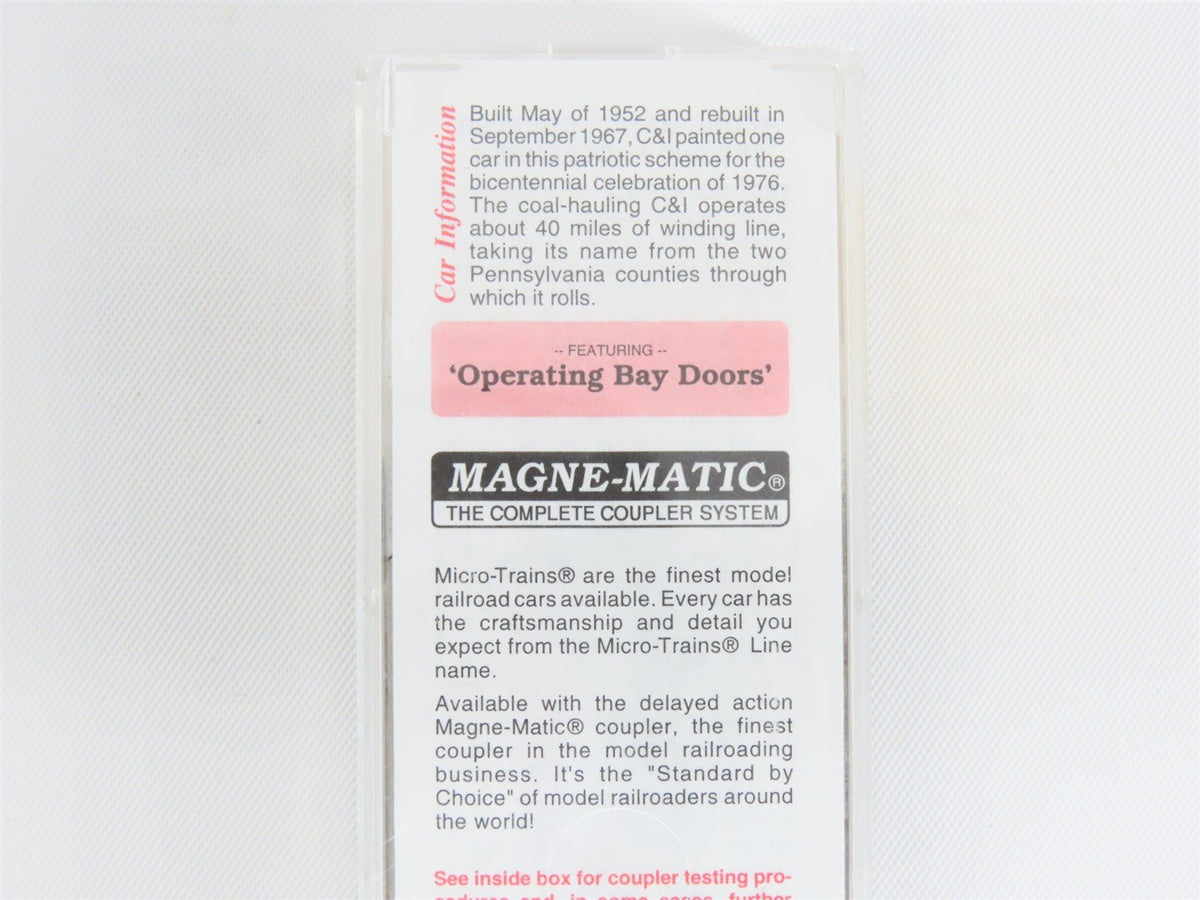 Car Information
Built May of 1952 and rebuilt in
September 1967, C&I painted one
car in this patriotic scheme for the
bicentennial celebration of 1976.
The coal-hauling C&I operates
about 40 miles of winding line,
taking its name from the two
Pennsylvania counties through
which it rolls.
-- FEATURING --
‘Operating Bay Doors’
MAGNE-MATIC®
THE COMPLETE COUPLER SYSTEM
Micro-Trains® are the finest model
railroad cars available. Every car has
the craftsmanship and detail you
expect from the Micro-Trains® Line
name.
Available with the delayed action
Magne-Matic® coupler, the finest
coupler in the model railroading
business. It's the "Standard by
Choice" of model railroaders around
the world!
See inside box for coupler testing pro-
cedures and, in some cases, further